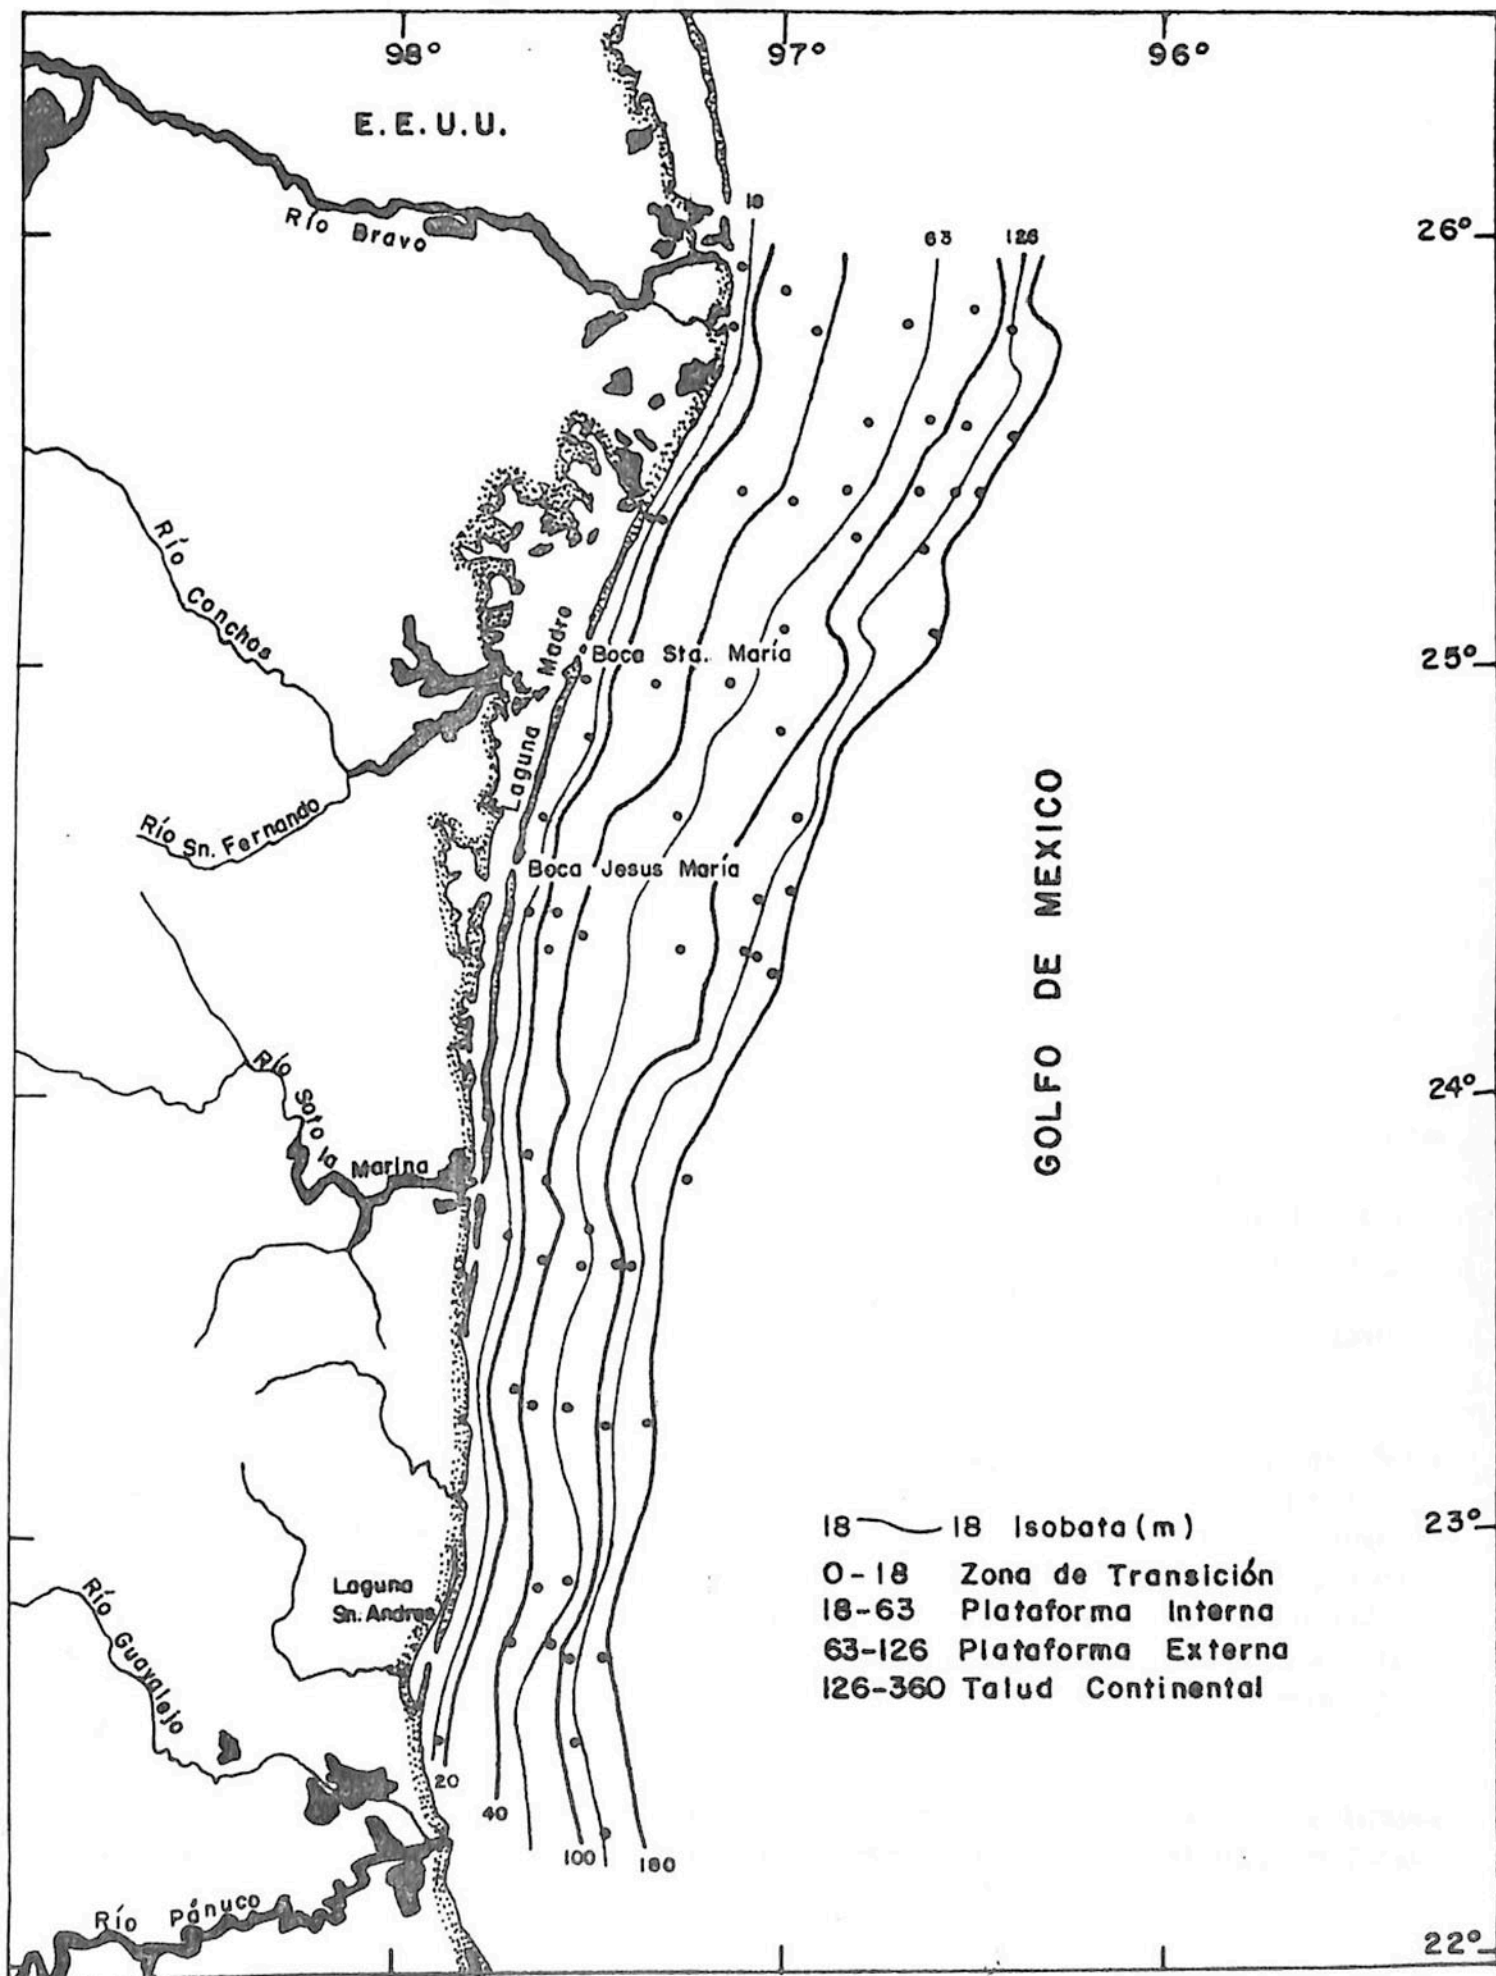 98° 97° 96°
E.E.U.U.
18
Río Bravo
63 126
26°
Río Conchos
Laguna Madre
Boca Sta. María
25°
Río Sn. Fernando
Boca Jesus María
GOLFO DE MEXICO
24°
Río Soto la Marina
18 18 Isobata (m)
23°
0-18 Zona de Transición
18-63 Plataforma Interna
63-126 Plataforma Externa
126-360 Talud Continental
Laguna
Sn. Andres
Río Guayalejo
20
40
100
180
Río Pánuco
22°